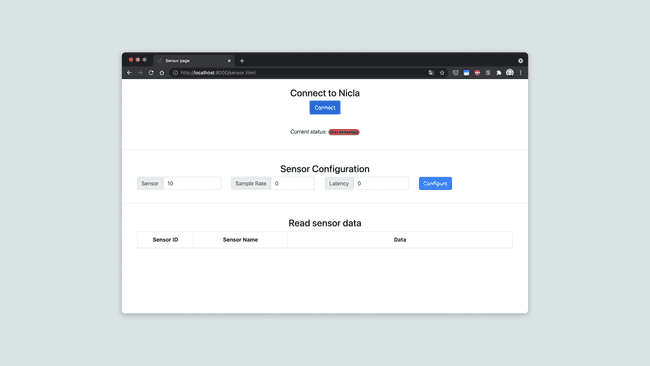 Sensor page
http://localhost:8000/sensor.html
Connect to Nicla
Connect
Current status: disconnected
Sensor Configuration
Sensor 10 Sample Rate 0 Latency 0 Configure
Read sensor data
Sensor ID Sensor Name Data